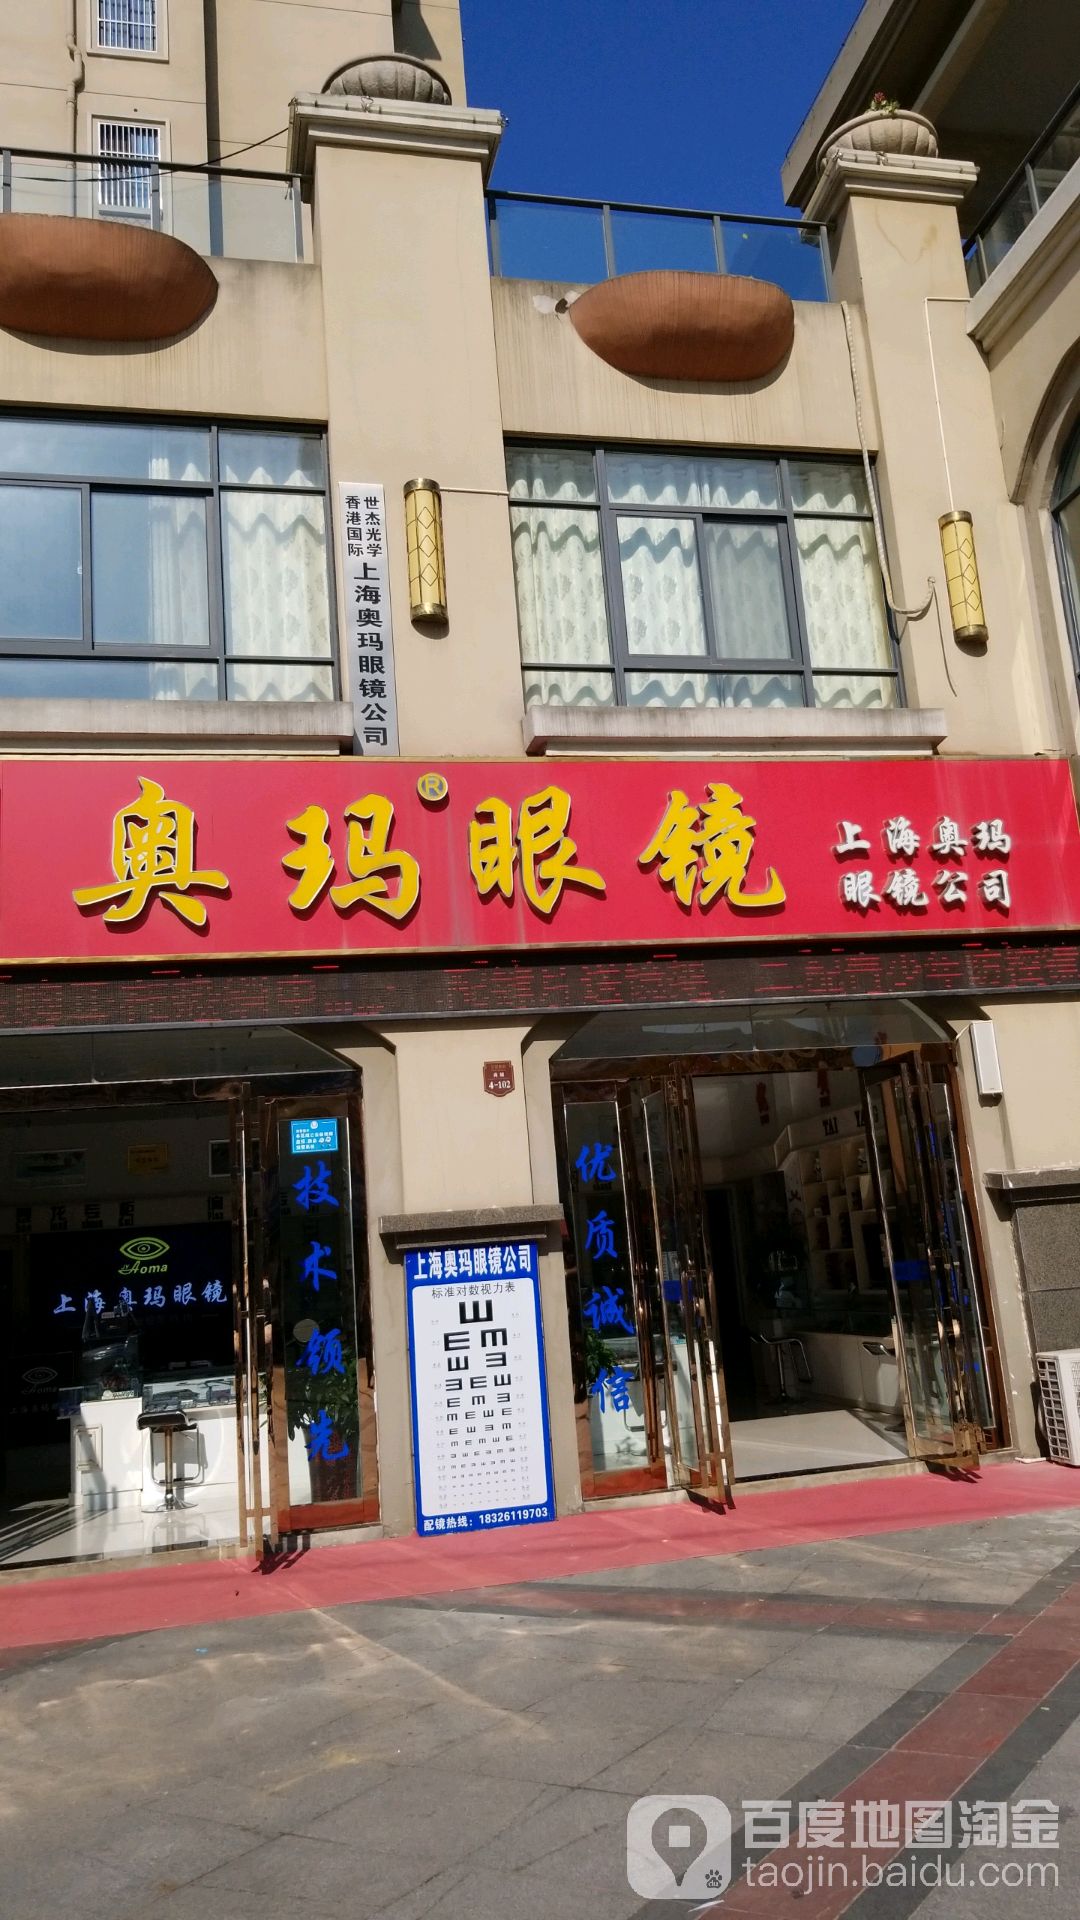 香港国际
世杰光学
上海奥玛眼镜公司
奥玛®眼镜
上海奥玛
眼镜公司
4-102
技术领先
优质诚信
Aoma
上海奥玛眼镜
Aoma
TAI
上海奥玛眼镜公司
标准对数视力表
配镜热线：18326119703
百度地图淘金
taojin.baidu.com
du